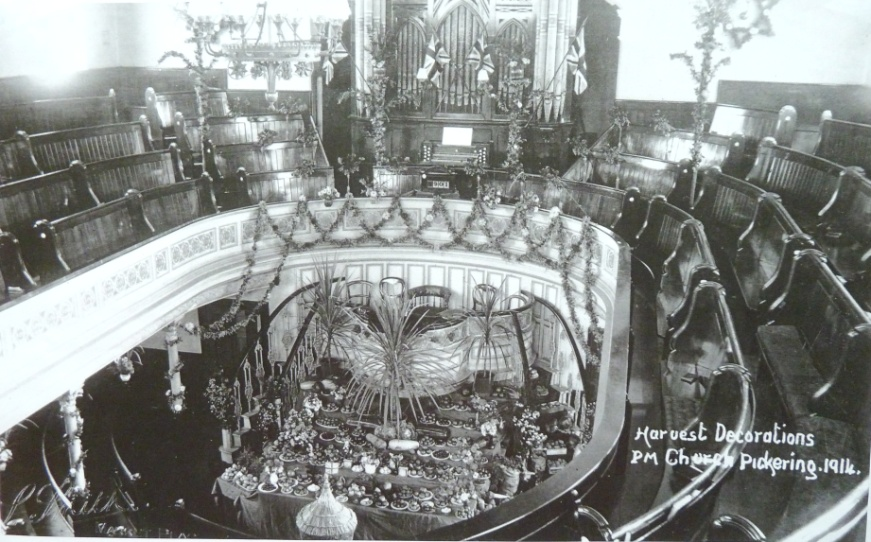 Harvest Decorations
PM Church Pickering. 1914.